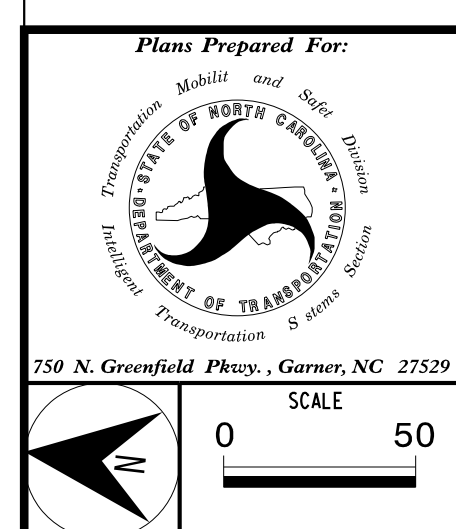 Plans Prepared For:
Transportation Mobilit and Safet Division
STATE OF NORTH CAROLINA
DEPARTMENT OF TRANSPORTATION
Intelligent Transportation S stems Section
750 N. Greenfield Pkwy. , Garner, NC 27529
N
SCALE
0 50